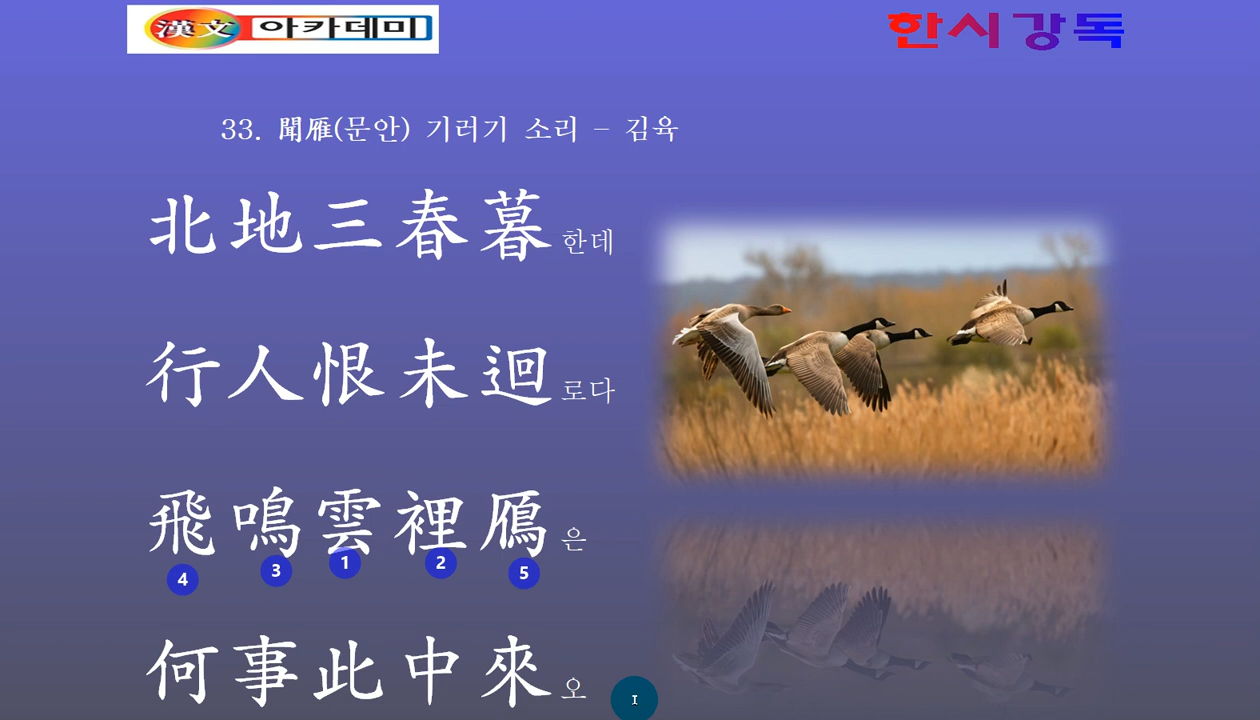 漢文 아카데미
한시강독
33. 聞雁(문안) 기러기 소리 - 김육
北地三春暮한데
行人恨未迴로다
飛鳴雲裡鴈은
4 3 1 2 5
何事此中來오